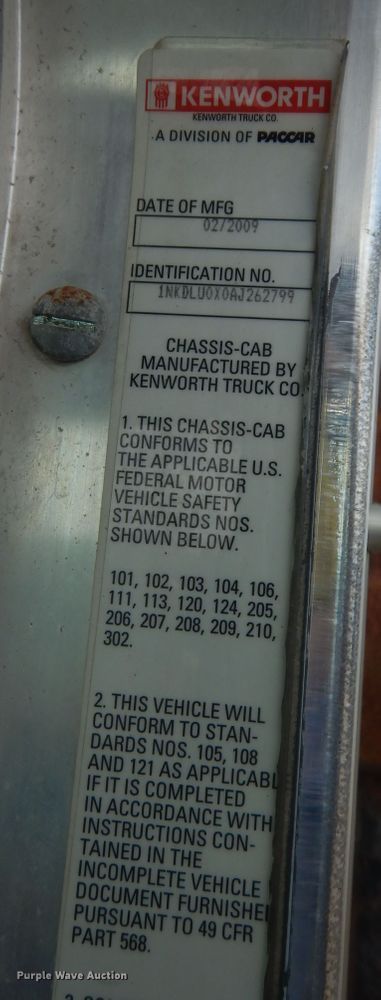 KENWORTH
KENWORTH TRUCK CO.
A DIVISION OF PACCAR
DATE OF MFG
02/2009
IDENTIFICATION NO.
1NKDLU0X0AJ262799
CHASSIS-CAB
MANUFACTURED BY
KENWORTH TRUCK CO.
1. THIS CHASSIS-CAB
CONFORMS TO
THE APPLICABLE U.S.
FEDERAL MOTOR
VEHICLE SAFETY
STANDARDS NOS.
SHOWN BELOW.
101, 102, 103, 104, 106,
111, 113, 120, 124, 205,
206, 207, 208, 209, 210,
302.
2. THIS VEHICLE WILL
CONFORM TO STAN-
DARDS NOS. 105, 108
AND 121 AS APPLICABL
IF IT IS COMPLETED
IN ACCORDANCE WITH
INSTRUCTIONS CON-
TAINED IN THE
INCOMPLETE VEHICLE
DOCUMENT FURNISHE
PURSUANT TO 49 CFR
PART 568.
Purple Wave Auction